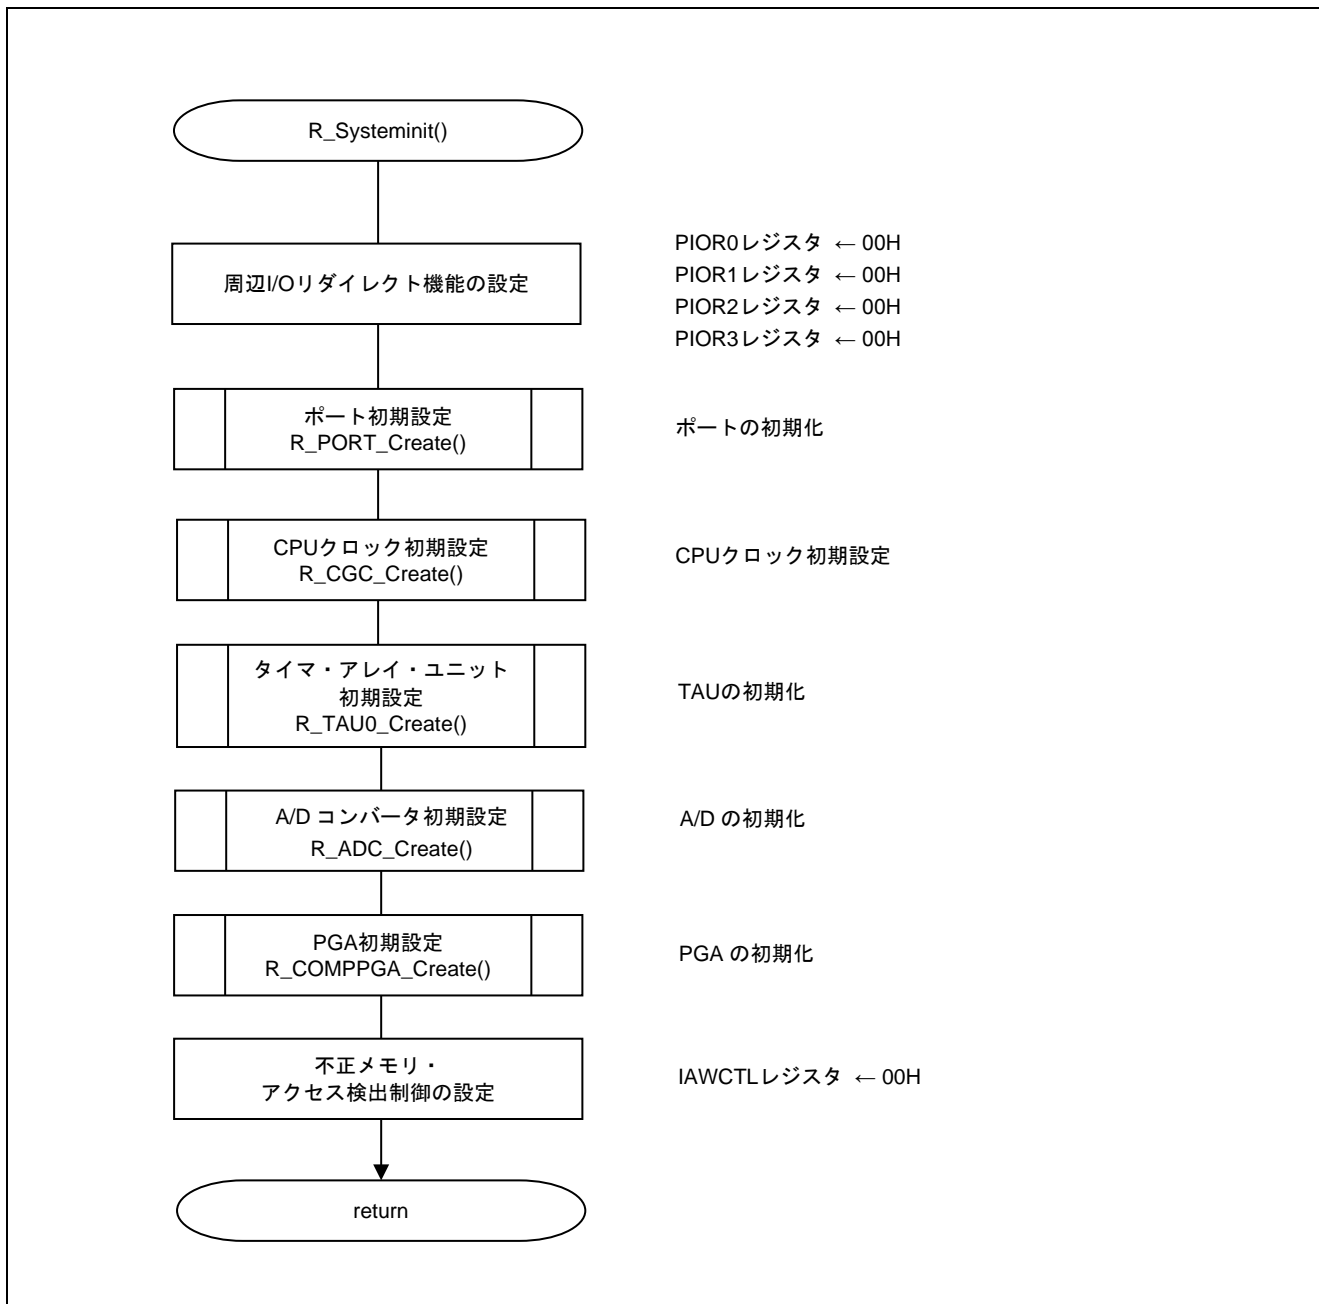 R_Systeminit()
周辺I/Oリダイレクト機能の設定
PIOR0レジスタ ← 00H
PIOR1レジスタ ← 00H
PIOR2レジスタ ← 00H
PIOR3レジスタ ← 00H
ポート初期設定
R_PORT_Create()
ポートの初期化
CPUクロック初期設定
R_CGC_Create()
CPUクロック初期設定
タイマ・アレイ・ユニット
初期設定
R_TAU0_Create()
TAUの初期化
A/D コンバータ初期設定
R_ADC_Create()
A/D の初期化
PGA初期設定
R_COMPPGA_Create()
PGA の初期化
不正メモリ・
アクセス検出制御の設定
IAWCTLレジスタ ← 00H
return